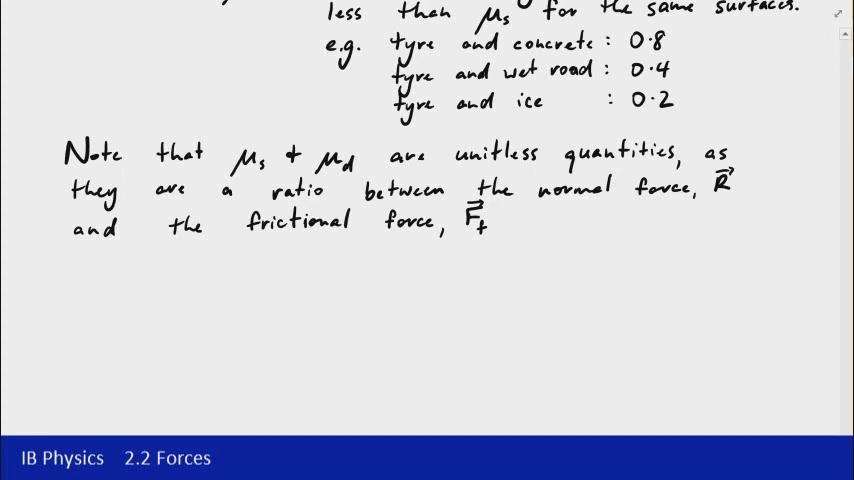 less than μs for the same surfaces.
e.g. tyre and concrete : 0.8
tyre and wet road : 0.4
tyre and ice : 0.2
Note that μs + μd are unitless quantities, as
they are a ratio between the normal force, R⃗
and the frictional force, F⃗f
IB Physics 2.2 Forces